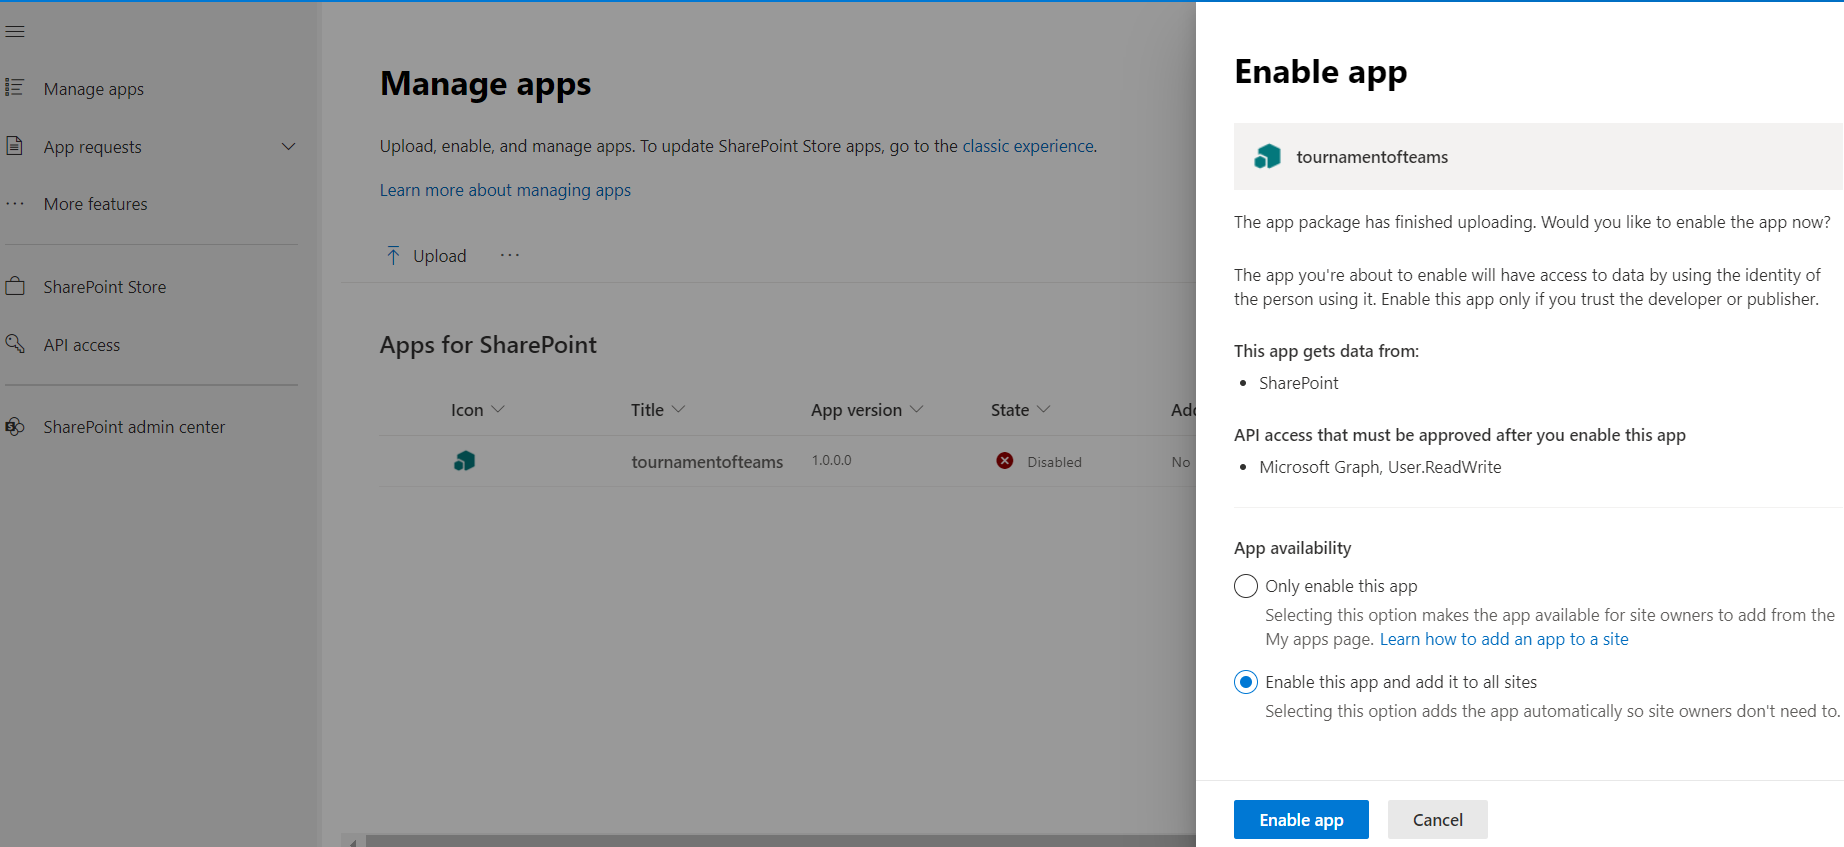 Manage apps
App requests
More features
SharePoint Store
API access
SharePoint admin center
Manage apps
Upload, enable, and manage apps. To update SharePoint Store apps, go to the classic experience.
Learn more about managing apps
Upload ···
Apps for SharePoint
Icon Title App version State Add
tournamentofteams 1.0.0.0 Disabled No
Enable app
tournamentofteams
The app package has finished uploading. Would you like to enable the app now?
The app you're about to enable will have access to data by using the identity of
the person using it. Enable this app only if you trust the developer or publisher.
This app gets data from:
• SharePoint
API access that must be approved after you enable this app
• Microsoft Graph, User.ReadWrite
App availability
Only enable this app
Selecting this option makes the app available for site owners to add from the
My apps page. Learn how to add an app to a site
Enable this app and add it to all sites
Selecting this option adds the app automatically so site owners don't need to.
Enable app Cancel